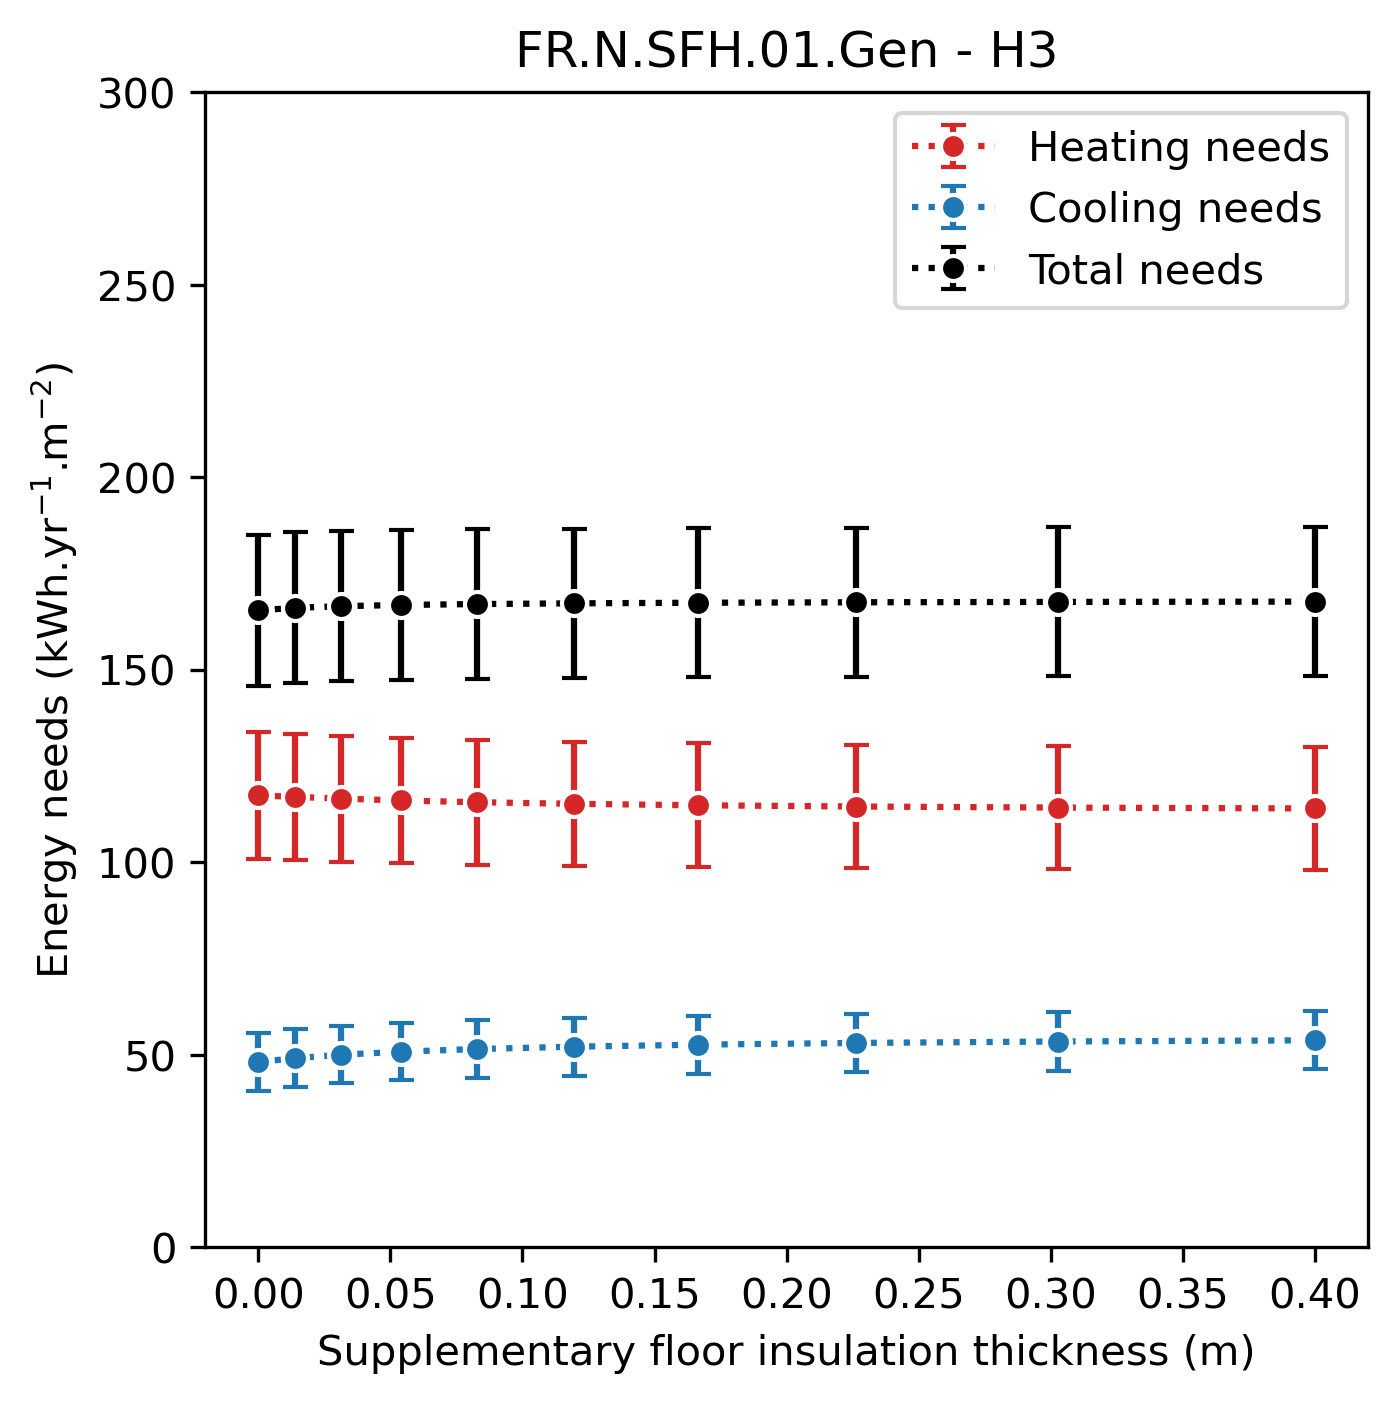 FR.N.SFH.01.Gen - H3
Heating needs
Cooling needs
Total needs
Energy needs (kWh.yr⁻¹.m⁻²)
300
250
200
150
100
50
0
0.00 0.05 0.10 0.15 0.20 0.25 0.30 0.35 0.40
Supplementary floor insulation thickness (m)